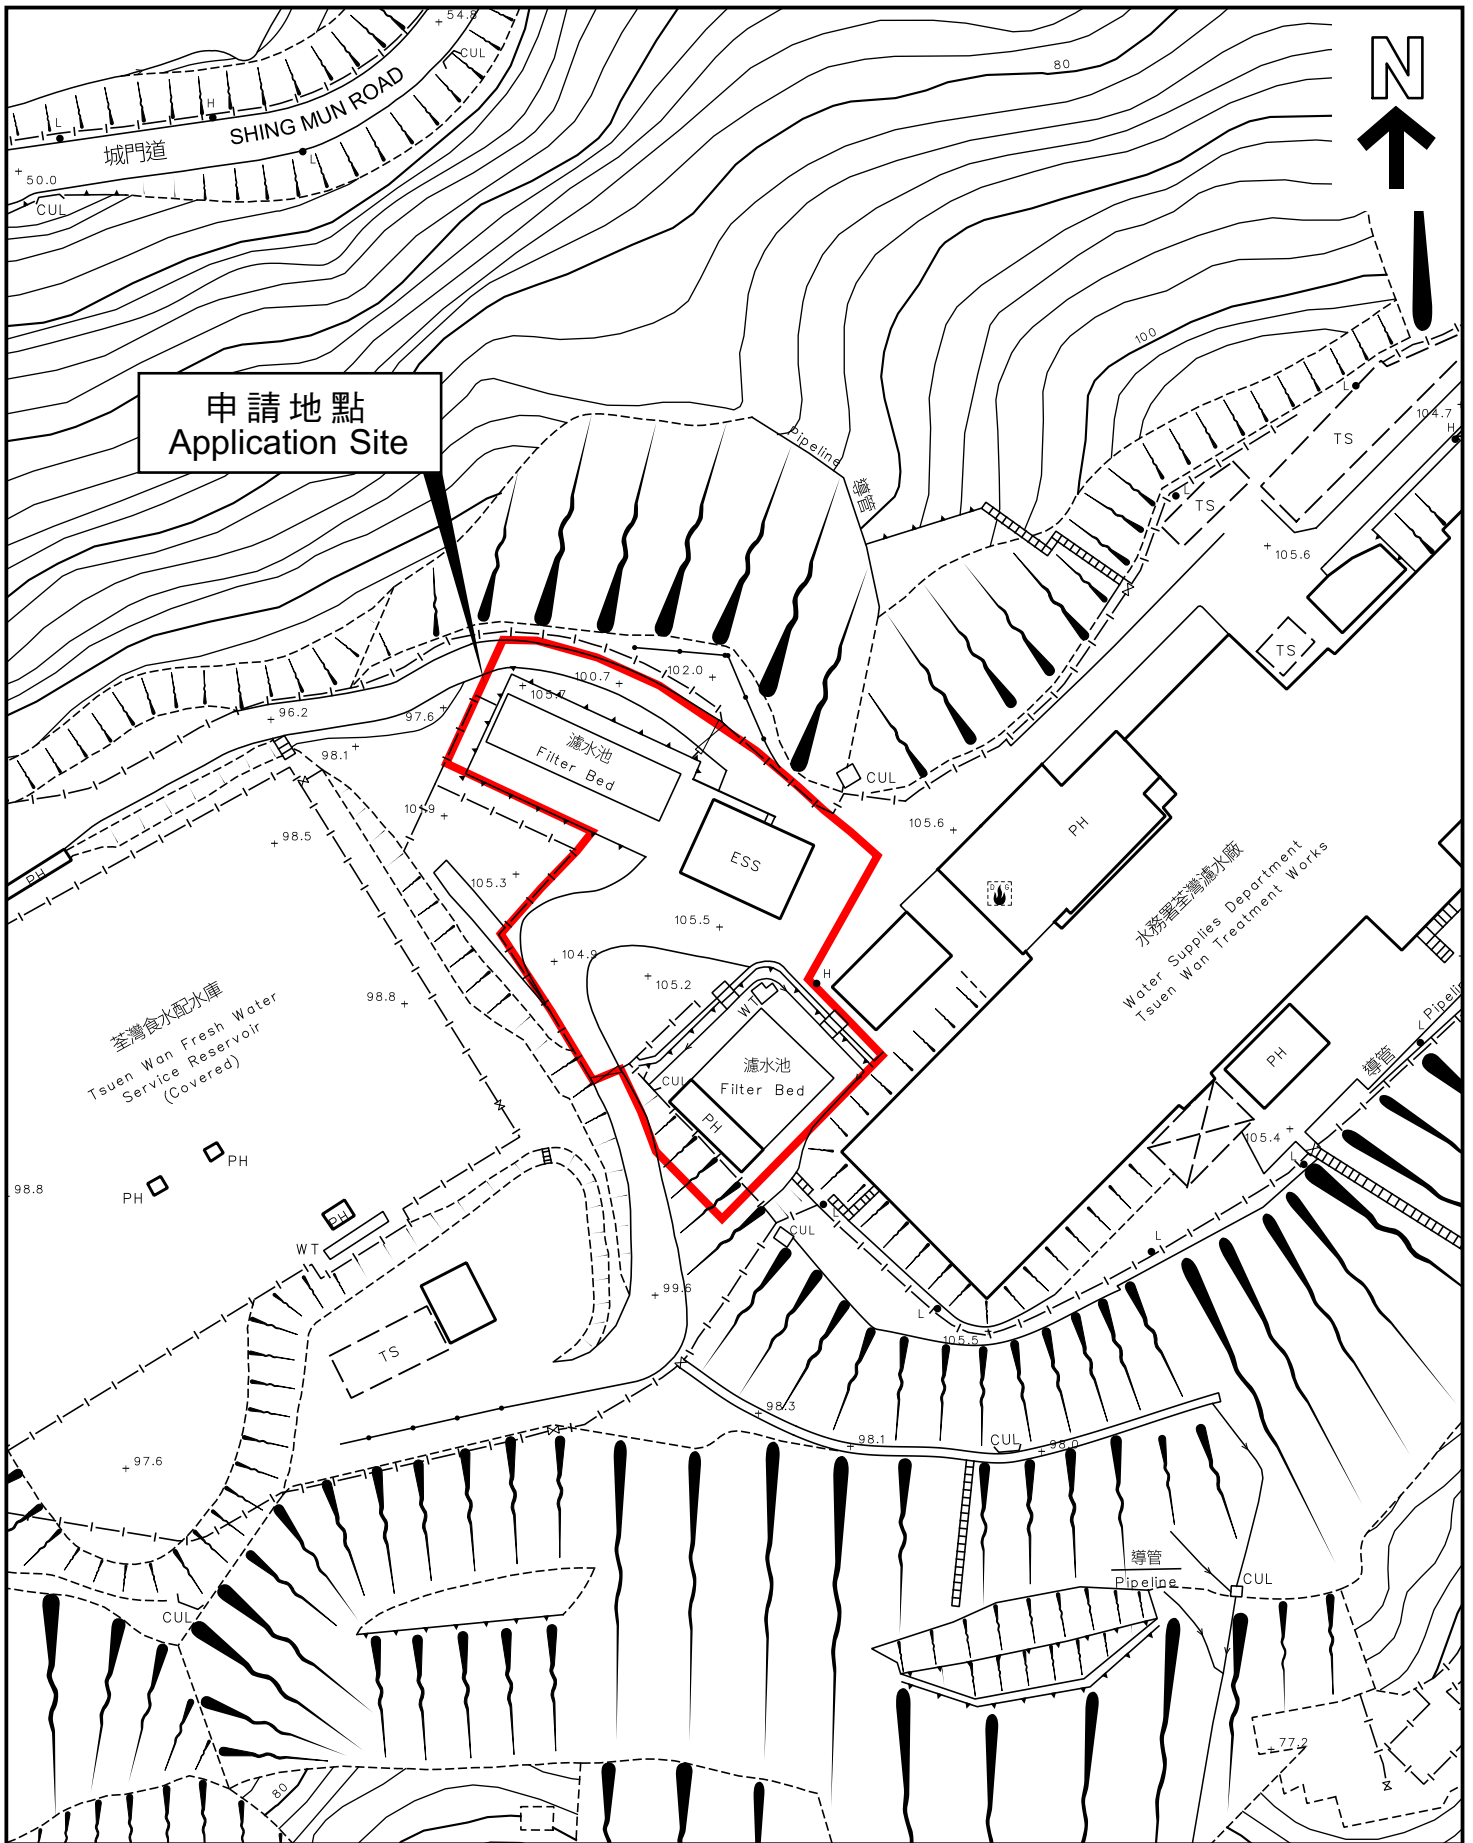 54.8
CUL
H
SHING MUN ROAD
L
城門道
L
50.0
CUL
80
N
100
申請地點
Application Site
L
104.7
H
TS
Pipeline
導管
L
TS
105.6
TS
102.0
100.7
105.7
96.2
97.6
98.1
濾水池
Filter Bed
CUL
101.9
105.6
98.5
PH
PH
ESS
105.3
D G
水務署荃灣濾水廠
Water Supplies Department
Tsuen Wan Treatment Works
105.5
104.9
105.2
H
98.8
WT
荃灣食水配水庫
Tsuen Wan Fresh Water
Service Reservoir
(Covered)
濾水池
Filter Bed
CUL
PH
Pipelin
L
導管
PH
105.4
L
PH
PH
98.8
PH
WT
L
CUL
L
99.6
L
105.5
TS
98.3
98.1
CUL
98.0
97.6
導管
Pipeline
CUL
CUL
77.2
80